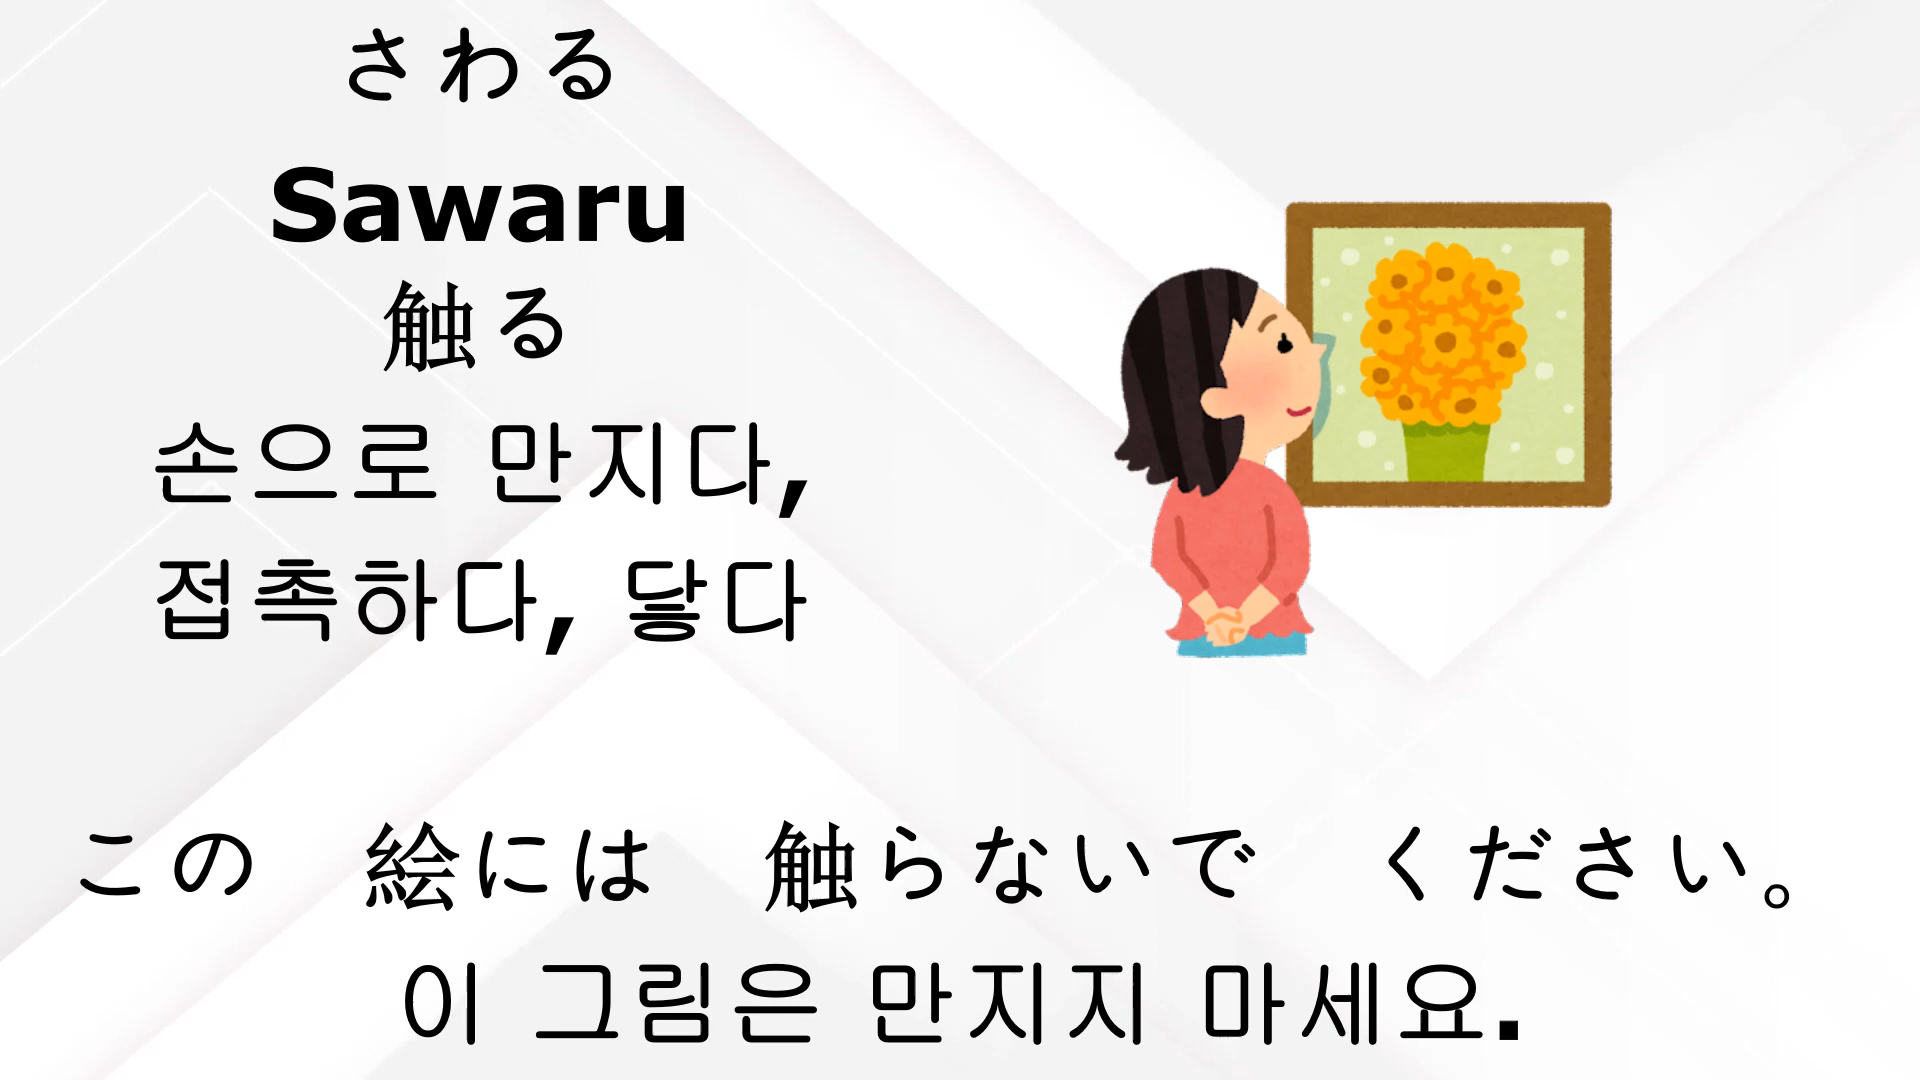 さわる
Sawaru
触る
손으로 만지다,
접촉하다, 닿다
この　絵には　触らないで　ください。
이 그림은 만지지 마세요.